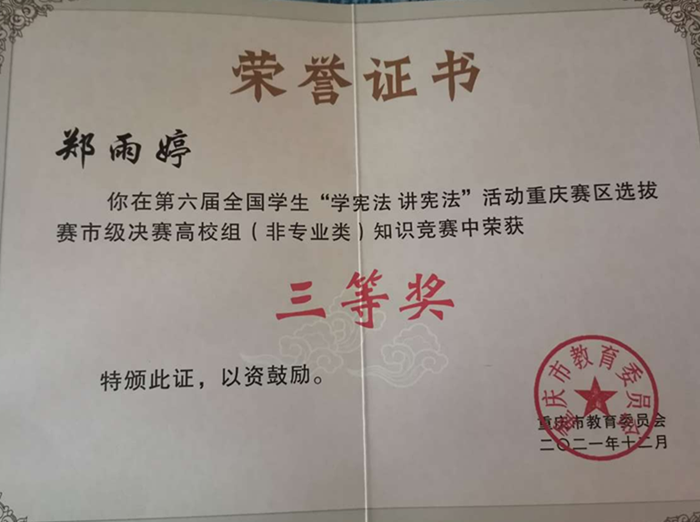 荣誉证书
郑雨婷
你在第六届全国学生“学宪法 讲宪法”活动重庆赛区选拔
赛市级决赛高校组（非专业类）知识竞赛中荣获
三等奖
特颁此证，以资鼓励。
重庆市教育委员会
重庆市教育委员会
二〇二一年十二月